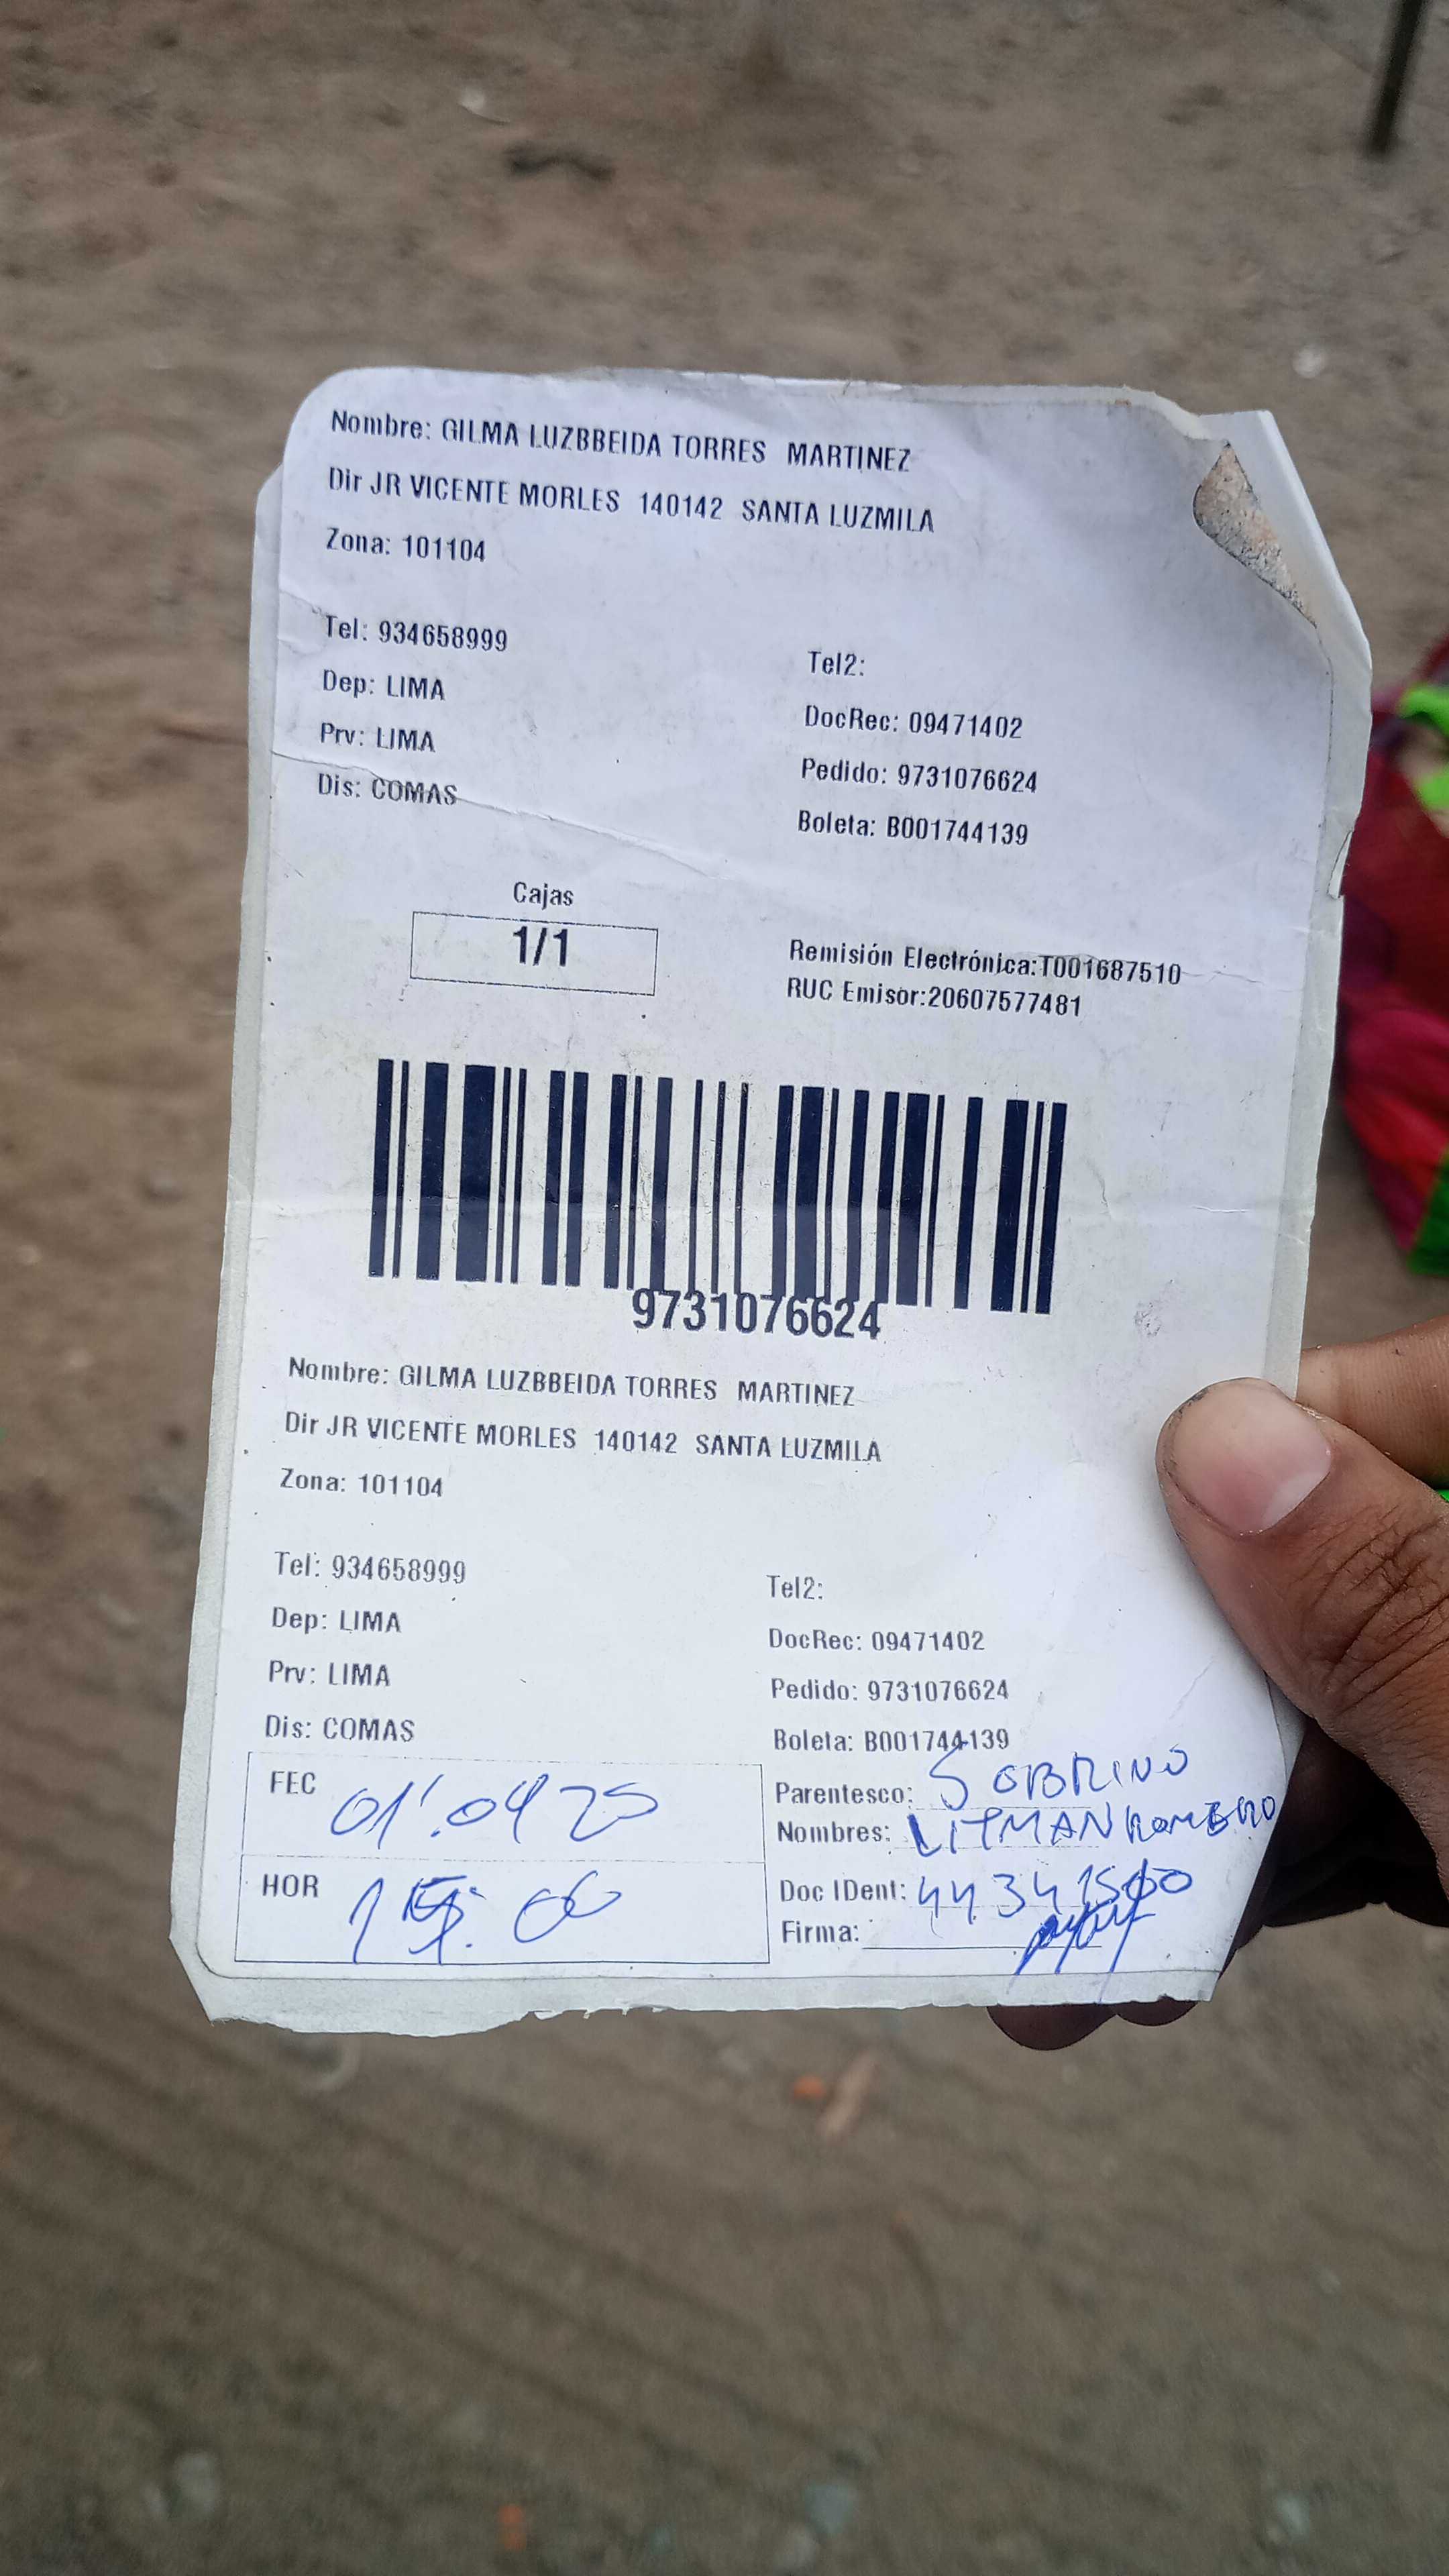 Nombre: GILMA LUZBBEIDA TORRES MARTINEZ
Dir JR VICENTE MORLES 140142 SANTA LUZMILA
Zona: 101104
Tel: 934658999
Tel2:
Dep: LIMA
DocRec: 09471402
Prv: LIMA
Pedido: 9731076624
Dis: COMAS
Boleta: B001744139
Cajas
1/1
Remisión Electrónica:T001687510
RUC Emisor:20607577481
9731076624
Nombre: GILMA LUZBBEIDA TORRES MARTINEZ
Dir JR VICENTE MORLES 140142 SANTA LUZMILA
Zona: 101104
Tel: 934658999
Tel2:
Dep: LIMA
DocRec: 09471402
Prv: LIMA
Pedido: 9731076624
Dis: COMAS
Boleta: B001744139
FEC 01.04 25
Parentesco: SOBRINO
Nombres: LITMAN ROMERO
HOR
Doc IDent:
Firma: